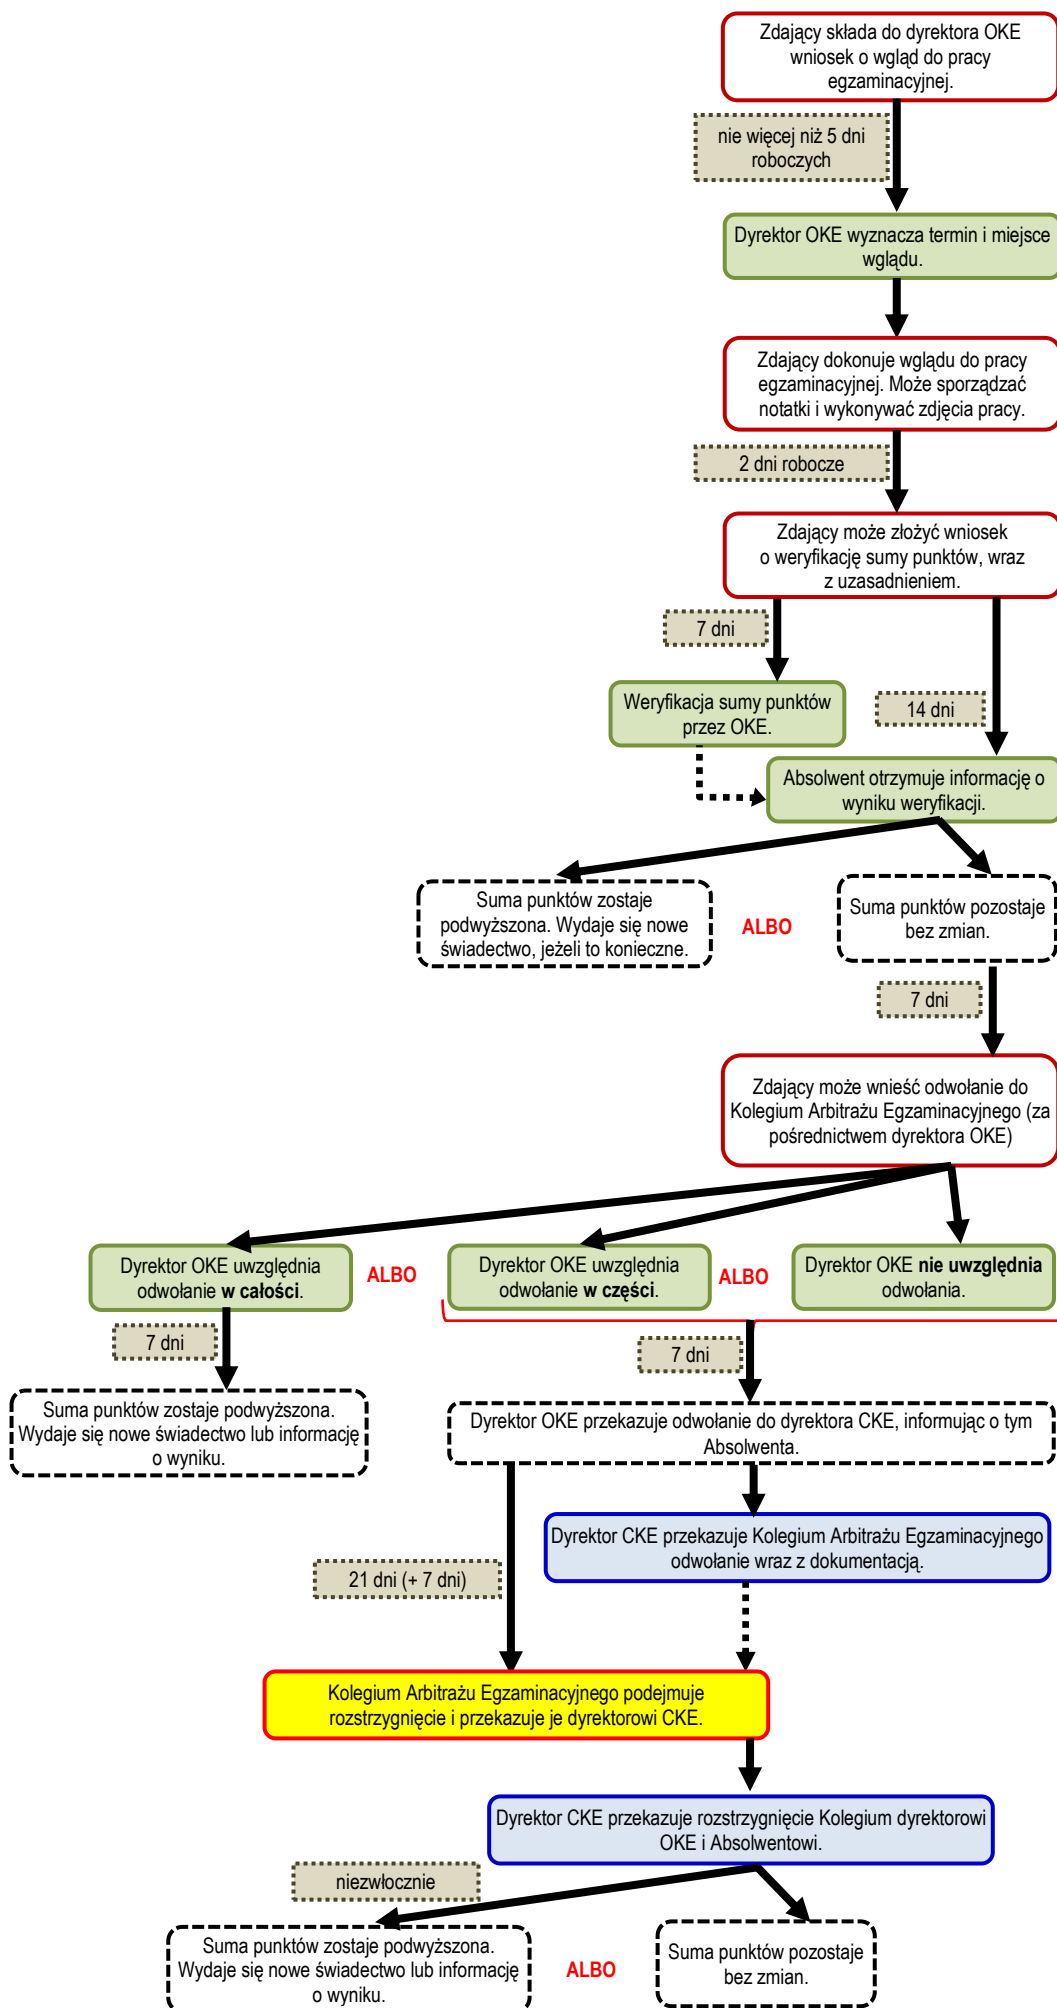 Zdający składa do dyrektora OKE
wniosek o wgląd do pracy
egzaminacyjnej.
nie więcej niż 5 dni
roboczych
Dyrektor OKE wyznacza termin i miejsce
wglądu.
Zdający dokonuje wglądu do pracy
egzaminacyjnej. Może sporządzać
notatki i wykonywać zdjęcia pracy.
2 dni robocze
Zdający może złożyć wniosek
o weryfikację sumy punktów, wraz
z uzasadnieniem.
7 dni
Weryfikacja sumy punktów
przez OKE.
14 dni
Absolwent otrzymuje informację o
wyniku weryfikacji.
Suma punktów zostaje
podwyższona. Wydaje się nowe
świadectwo, jeżeli to konieczne.
ALBO
Suma punktów pozostaje
bez zmian.
7 dni
Zdający może wnieść odwołanie do
Kolegium Arbitrażu Egzaminacyjnego (za
pośrednictwem dyrektora OKE)
Dyrektor OKE uwzględnia
odwołanie w całości.
ALBO
Dyrektor OKE uwzględnia
odwołanie w części.
ALBO
Dyrektor OKE nie uwzględnia
odwołania.
7 dni
7 dni
Suma punktów zostaje podwyższona.
Wydaje się nowe świadectwo lub informację
o wyniku.
Dyrektor OKE przekazuje odwołanie do dyrektora CKE, informując o tym
Absolwenta.
Dyrektor CKE przekazuje Kolegium Arbitrażu Egzaminacyjnego
odwołanie wraz z dokumentacją.
21 dni (+ 7 dni)
Kolegium Arbitrażu Egzaminacyjnego podejmuje
rozstrzygnięcie i przekazuje je dyrektorowi CKE.
Dyrektor CKE przekazuje rozstrzygnięcie Kolegium dyrektorowi
OKE i Absolwentowi.
niezwłocznie
Suma punktów zostaje podwyższona.
Wydaje się nowe świadectwo lub informację
o wyniku.
ALBO
Suma punktów pozostaje
bez zmian.